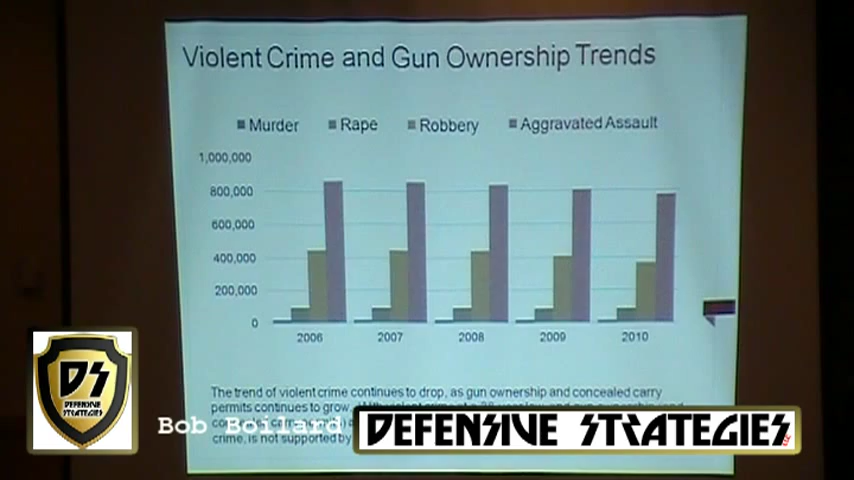 Violent Crime and Gun Ownership Trends
Murder Rape Robbery Aggravated Assault
1,000,000
800,000
600,000
400,000
200,000
0
2006 2007 2008 2009 2010
The trend of violent crime continues to drop, as gun ownership and concealed carry
permits continues to grow.
crime, is not supported by
DS
DEFENSIVE
STRATEGIES
Bob Boilard
DEFENSIVE STRATEGIES